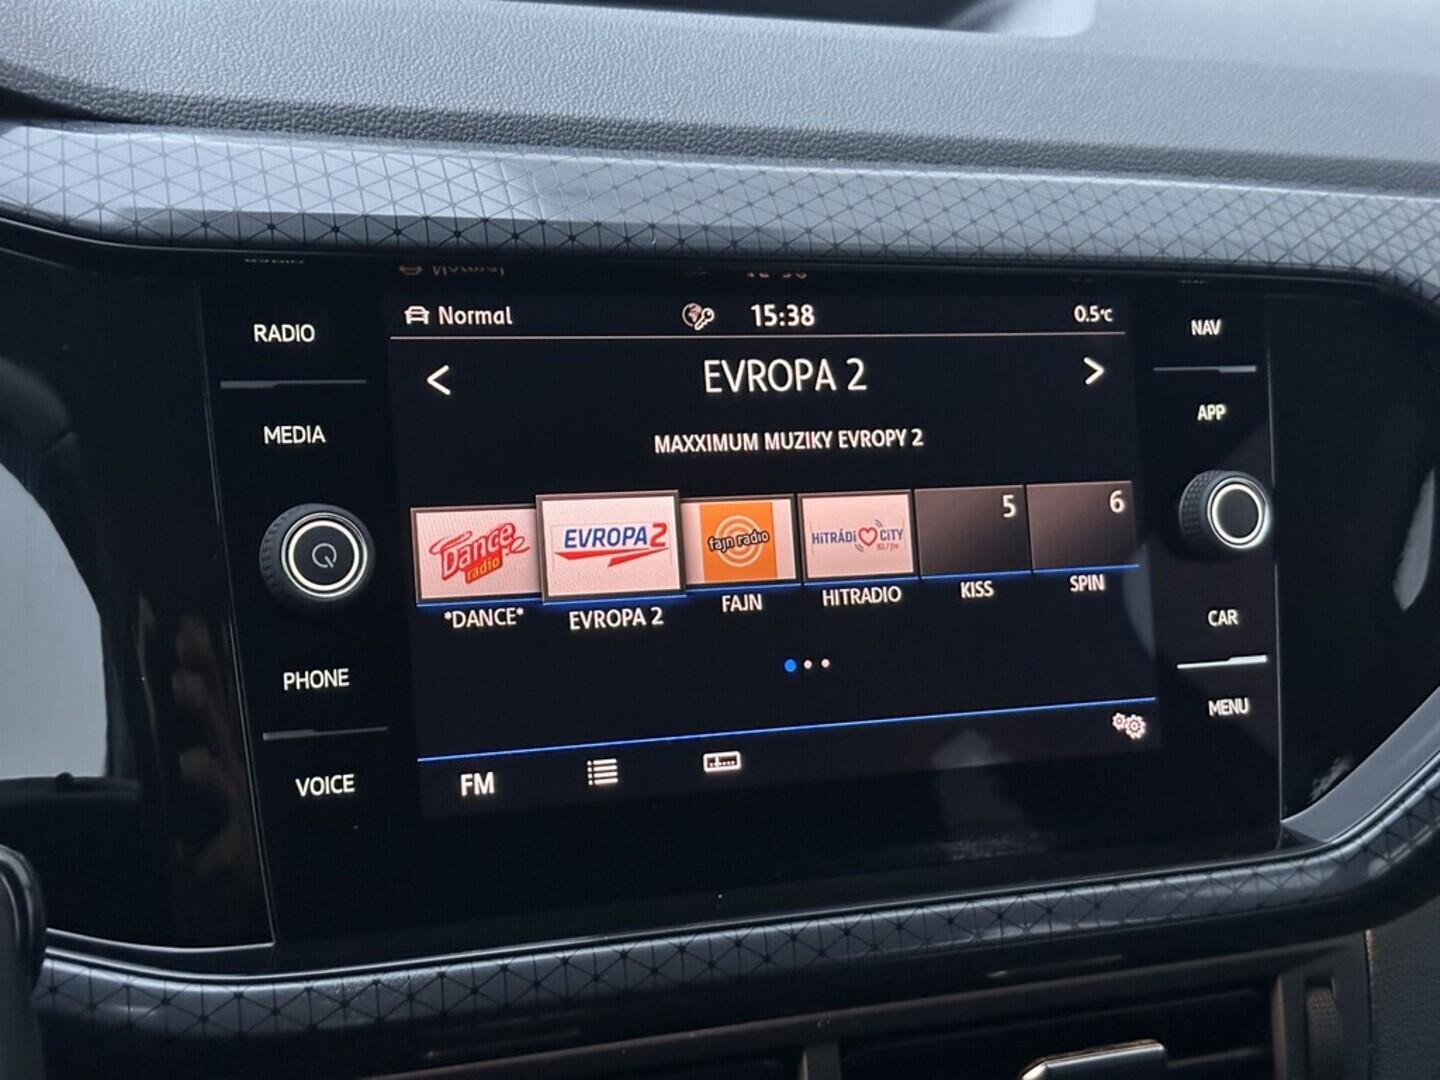 RADIO
MEDIA
PHONE
VOICE
Normal
15:38
0.5°C
EVROPA 2
MAXXIMUM MUZIKY EVROPY 2
Dance radio
EVROPA 2
fajn radio
HITRÁDIO CITY
5
6
*DANCE*
EVROPA 2
FAJN
HITRADIO
KISS
SPIN
FM
NAV
APP
CAR
MENU